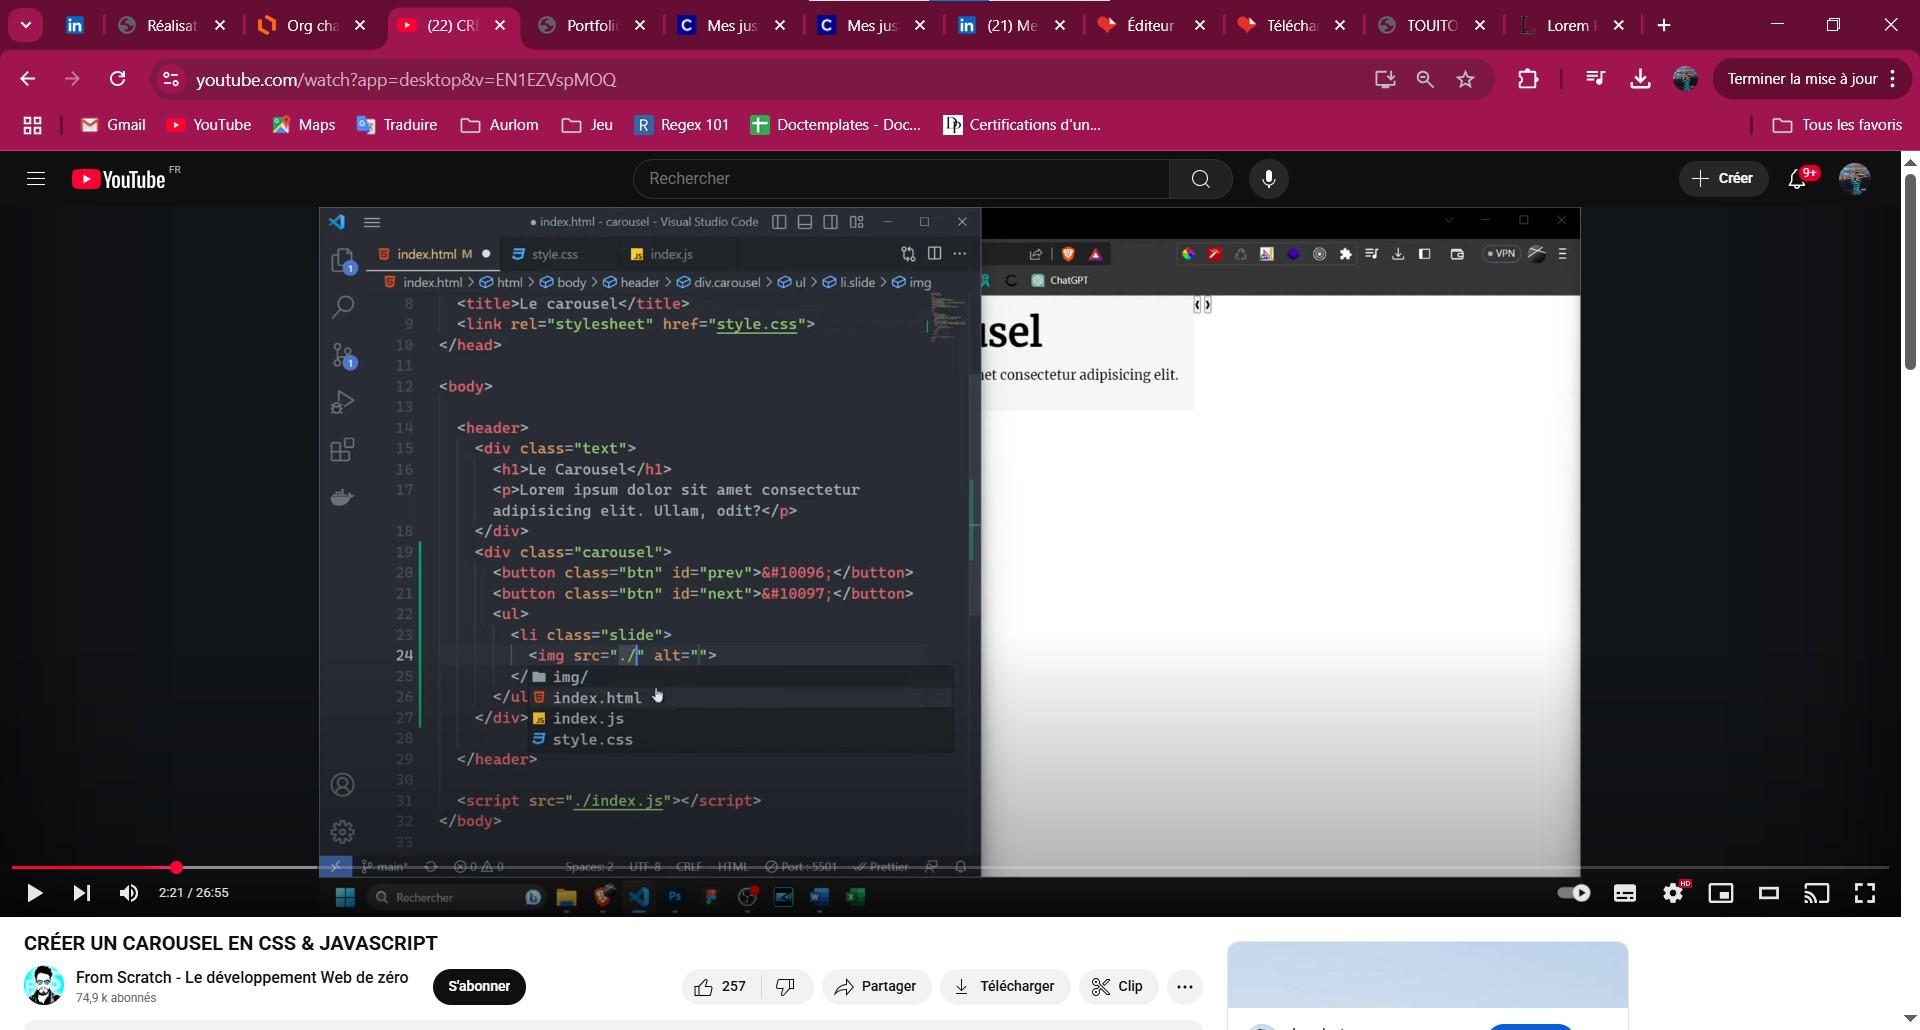 Réalisat
Org cha
(22) CRÉ
Portfolio
Mes jus
Mes jus
(21) Me
Éditeur
Téléchar
TOUITO
Lorem
youtube.com/watch?app=desktop&v=EN1EZVspMOQ
Terminer la mise à jour
Gmail
YouTube
Maps
Traduire
Aurlom
Jeu
Regex 101
Doctemplates - Doc...
Certifications d'un...
Tous les favoris
YouTube FR
Rechercher
Créer
9+
index.html - carousel - Visual Studio Code
index.html M
style.css
index.js
index.html > html > body > header > div.carousel > ul > li.slide > img
VPN
ChatGPT
8 <title>Le carousel</title>
9 <link rel="stylesheet" href="style.css">
10 </head>
11
12 <body>
13
14 <header>
15 <div class="text">
16 <h1>Le Carousel</h1>
17 <p>Lorem ipsum dolor sit amet consectetur
adipisicing elit. Ullam, odit?</p>
18 </div>
19 <div class="carousel">
20 <button class="btn" id="prev">&#10096;</button>
21 <button class="btn" id="next">&#10097;</button>
22 <ul>
23 <li class="slide">
24 <img src="./" alt="">
25 </
img/
26 </ul
index.html
27 </div>
index.js
28
style.css
29 </header>
30
31 <script src="./index.js"></script>
32 </body>
33
usel
et consectetur adipisicing elit.
❰ ❱
main* 0 0 Spaces: 2 UTF-8 CRLF HTML Port : 5501 Prettier
2:21 / 26:55
Rechercher
HD
CRÉER UN CAROUSEL EN CSS & JAVASCRIPT
From Scratch - Le développement Web de zéro
74,9 k abonnés
S'abonner
257
Partager
Télécharger
Clip